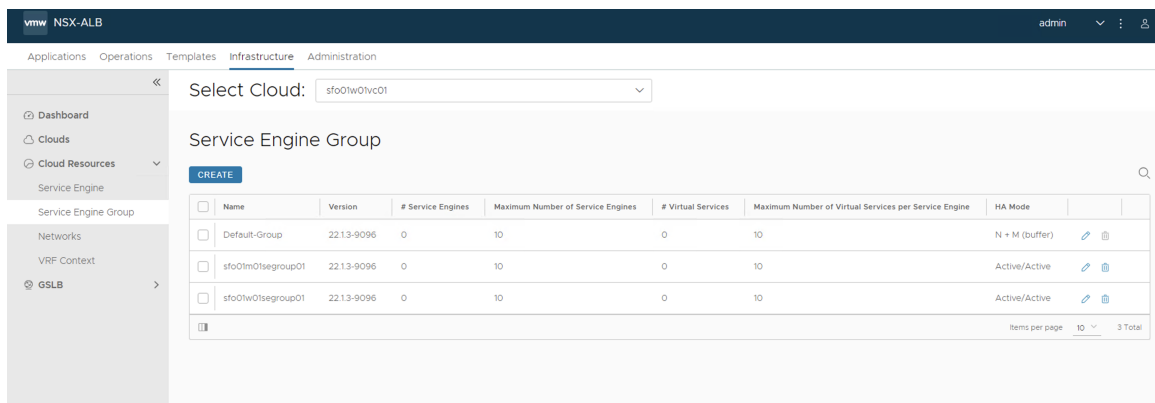 vmw NSX-ALB admin
Applications Operations Templates Infrastructure Administration
Select Cloud: sfo01w01vc01
Dashboard
Clouds
Cloud Resources
Service Engine
Service Engine Group
Networks
VRF Context
GSLB
Service Engine Group
CREATE
Name Version # Service Engines Maximum Number of Service Engines # Virtual Services Maximum Number of Virtual Services per Service Engine HA Mode
Default-Group 22.1.3-9096 0 10 0 10 N + M (buffer)
sfo01m01segroup01 22.1.3-9096 0 10 0 10 Active/Active
sfo01w01segroup01 22.1.3-9096 0 10 0 10 Active/Active
Items per page 10 3 Total